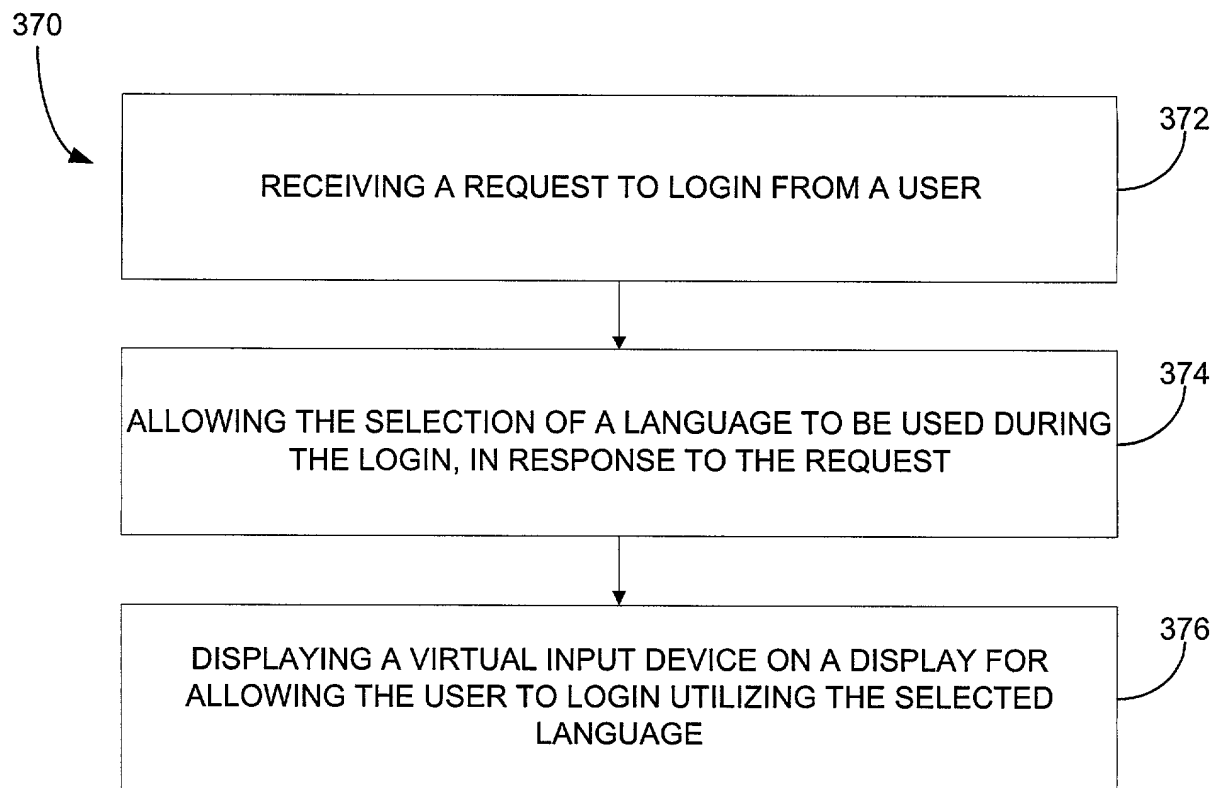 370
372
RECEIVING A REQUEST TO LOGIN FROM A USER
374
ALLOWING THE SELECTION OF A LANGUAGE TO BE USED DURING
THE LOGIN, IN RESPONSE TO THE REQUEST
376
DISPLAYING A VIRTUAL INPUT DEVICE ON A DISPLAY FOR
ALLOWING THE USER TO LOGIN UTILIZING THE SELECTED
LANGUAGE